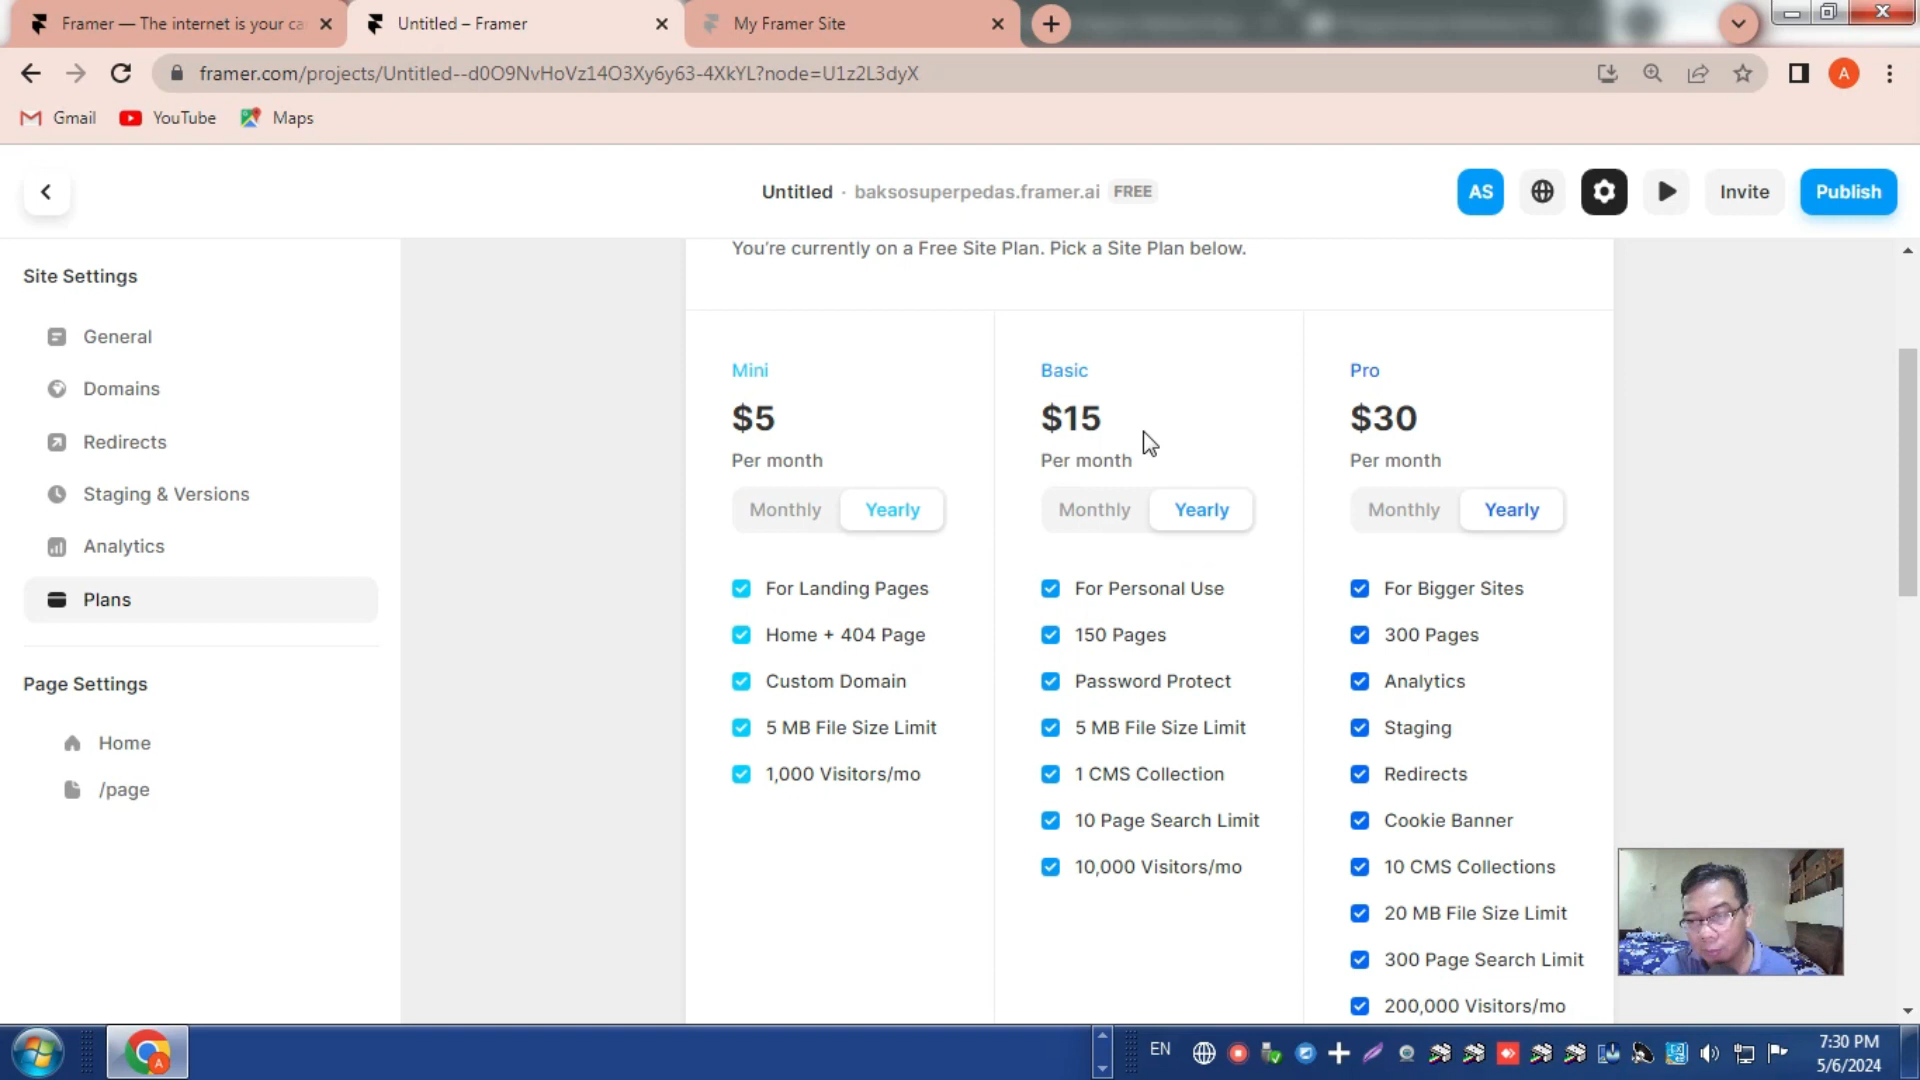 Framer — The internet is your ca
Untitled – Framer
My Framer Site
framer.com/projects/Untitled--d0O9NvHoVz14O3Xy6y63-4XkYL?node=U1z2L3dyX
A
Gmail
YouTube
Maps
Untitled · baksosuperpedas.framer.ai FREE
AS
Invite
Publish
Site Settings
General
Domains
Redirects
Staging & Versions
Analytics
Plans
Page Settings
Home
/page
You’re currently on a Free Site Plan. Pick a Site Plan below.
Mini
$5
Per month
Monthly Yearly
For Landing Pages
Home + 404 Page
Custom Domain
5 MB File Size Limit
1,000 Visitors/mo
Basic
$15
Per month
Monthly Yearly
For Personal Use
150 Pages
Password Protect
5 MB File Size Limit
1 CMS Collection
10 Page Search Limit
10,000 Visitors/mo
Pro
$30
Per month
Monthly Yearly
For Bigger Sites
300 Pages
Analytics
Staging
Redirects
Cookie Banner
10 CMS Collections
20 MB File Size Limit
300 Page Search Limit
200,000 Visitors/mo
A
EN
7:30 PM
5/6/2024